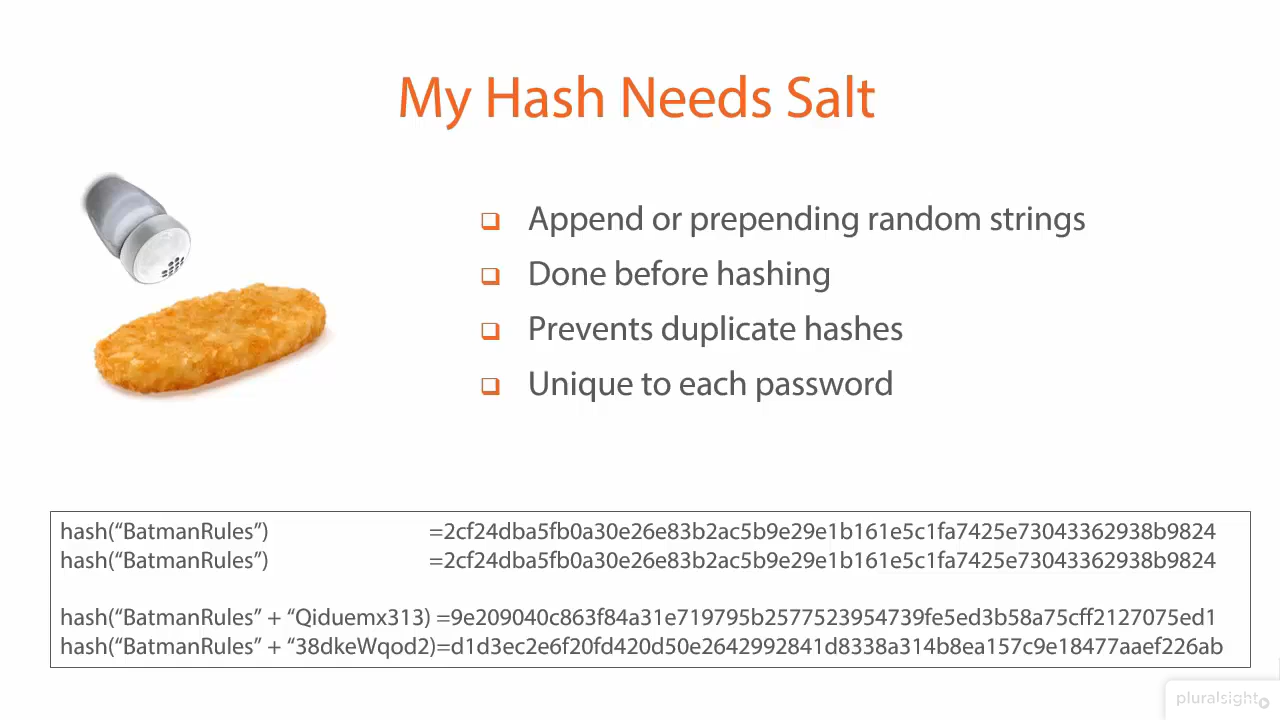 My Hash Needs Salt
Append or prepending random strings
Done before hashing
Prevents duplicate hashes
Unique to each password
hash(“BatmanRules”) =2cf24dba5fb0a30e26e83b2ac5b9e29e1b161e5c1fa7425e73043362938b9824
hash(“BatmanRules”) =2cf24dba5fb0a30e26e83b2ac5b9e29e1b161e5c1fa7425e73043362938b9824
hash(“BatmanRules” + “Qiduemx313) =9e209040c863f84a31e719795b2577523954739fe5ed3b58a75cff2127075ed1
hash(“BatmanRules” + “38dkeWqod2)=d1d3ec2e6f20fd420d50e2642992841d8338a314b8ea157c9e18477aaef226ab
pluralsight